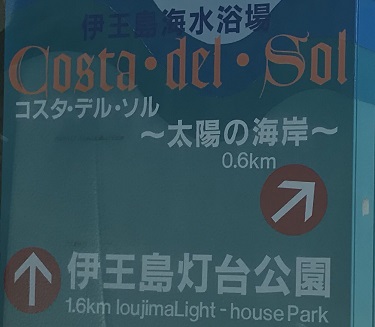 伊王島海水浴場
Costa・del・Sol
コスタ・デル・ソル
～太陽の海岸～
0.6km
伊王島灯台公園
1.6km IoujimaLight-house Park